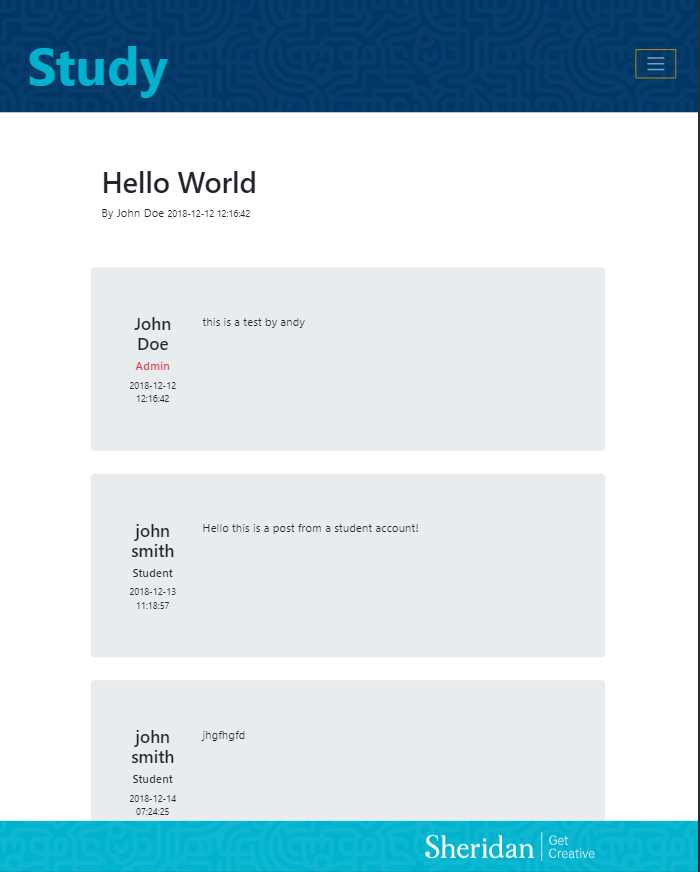 Study
Hello World
By John Doe 2018-12-12 12:16:42
John
Doe
Admin
2018-12-12
12:16:42
this is a test by andy
john
smith
Student
2018-12-13
11:18:57
Hello this is a post from a student account!
john
smith
Student
2018-12-14
07:24:25
jhgfhgfd
Sheridan
Get
Creative